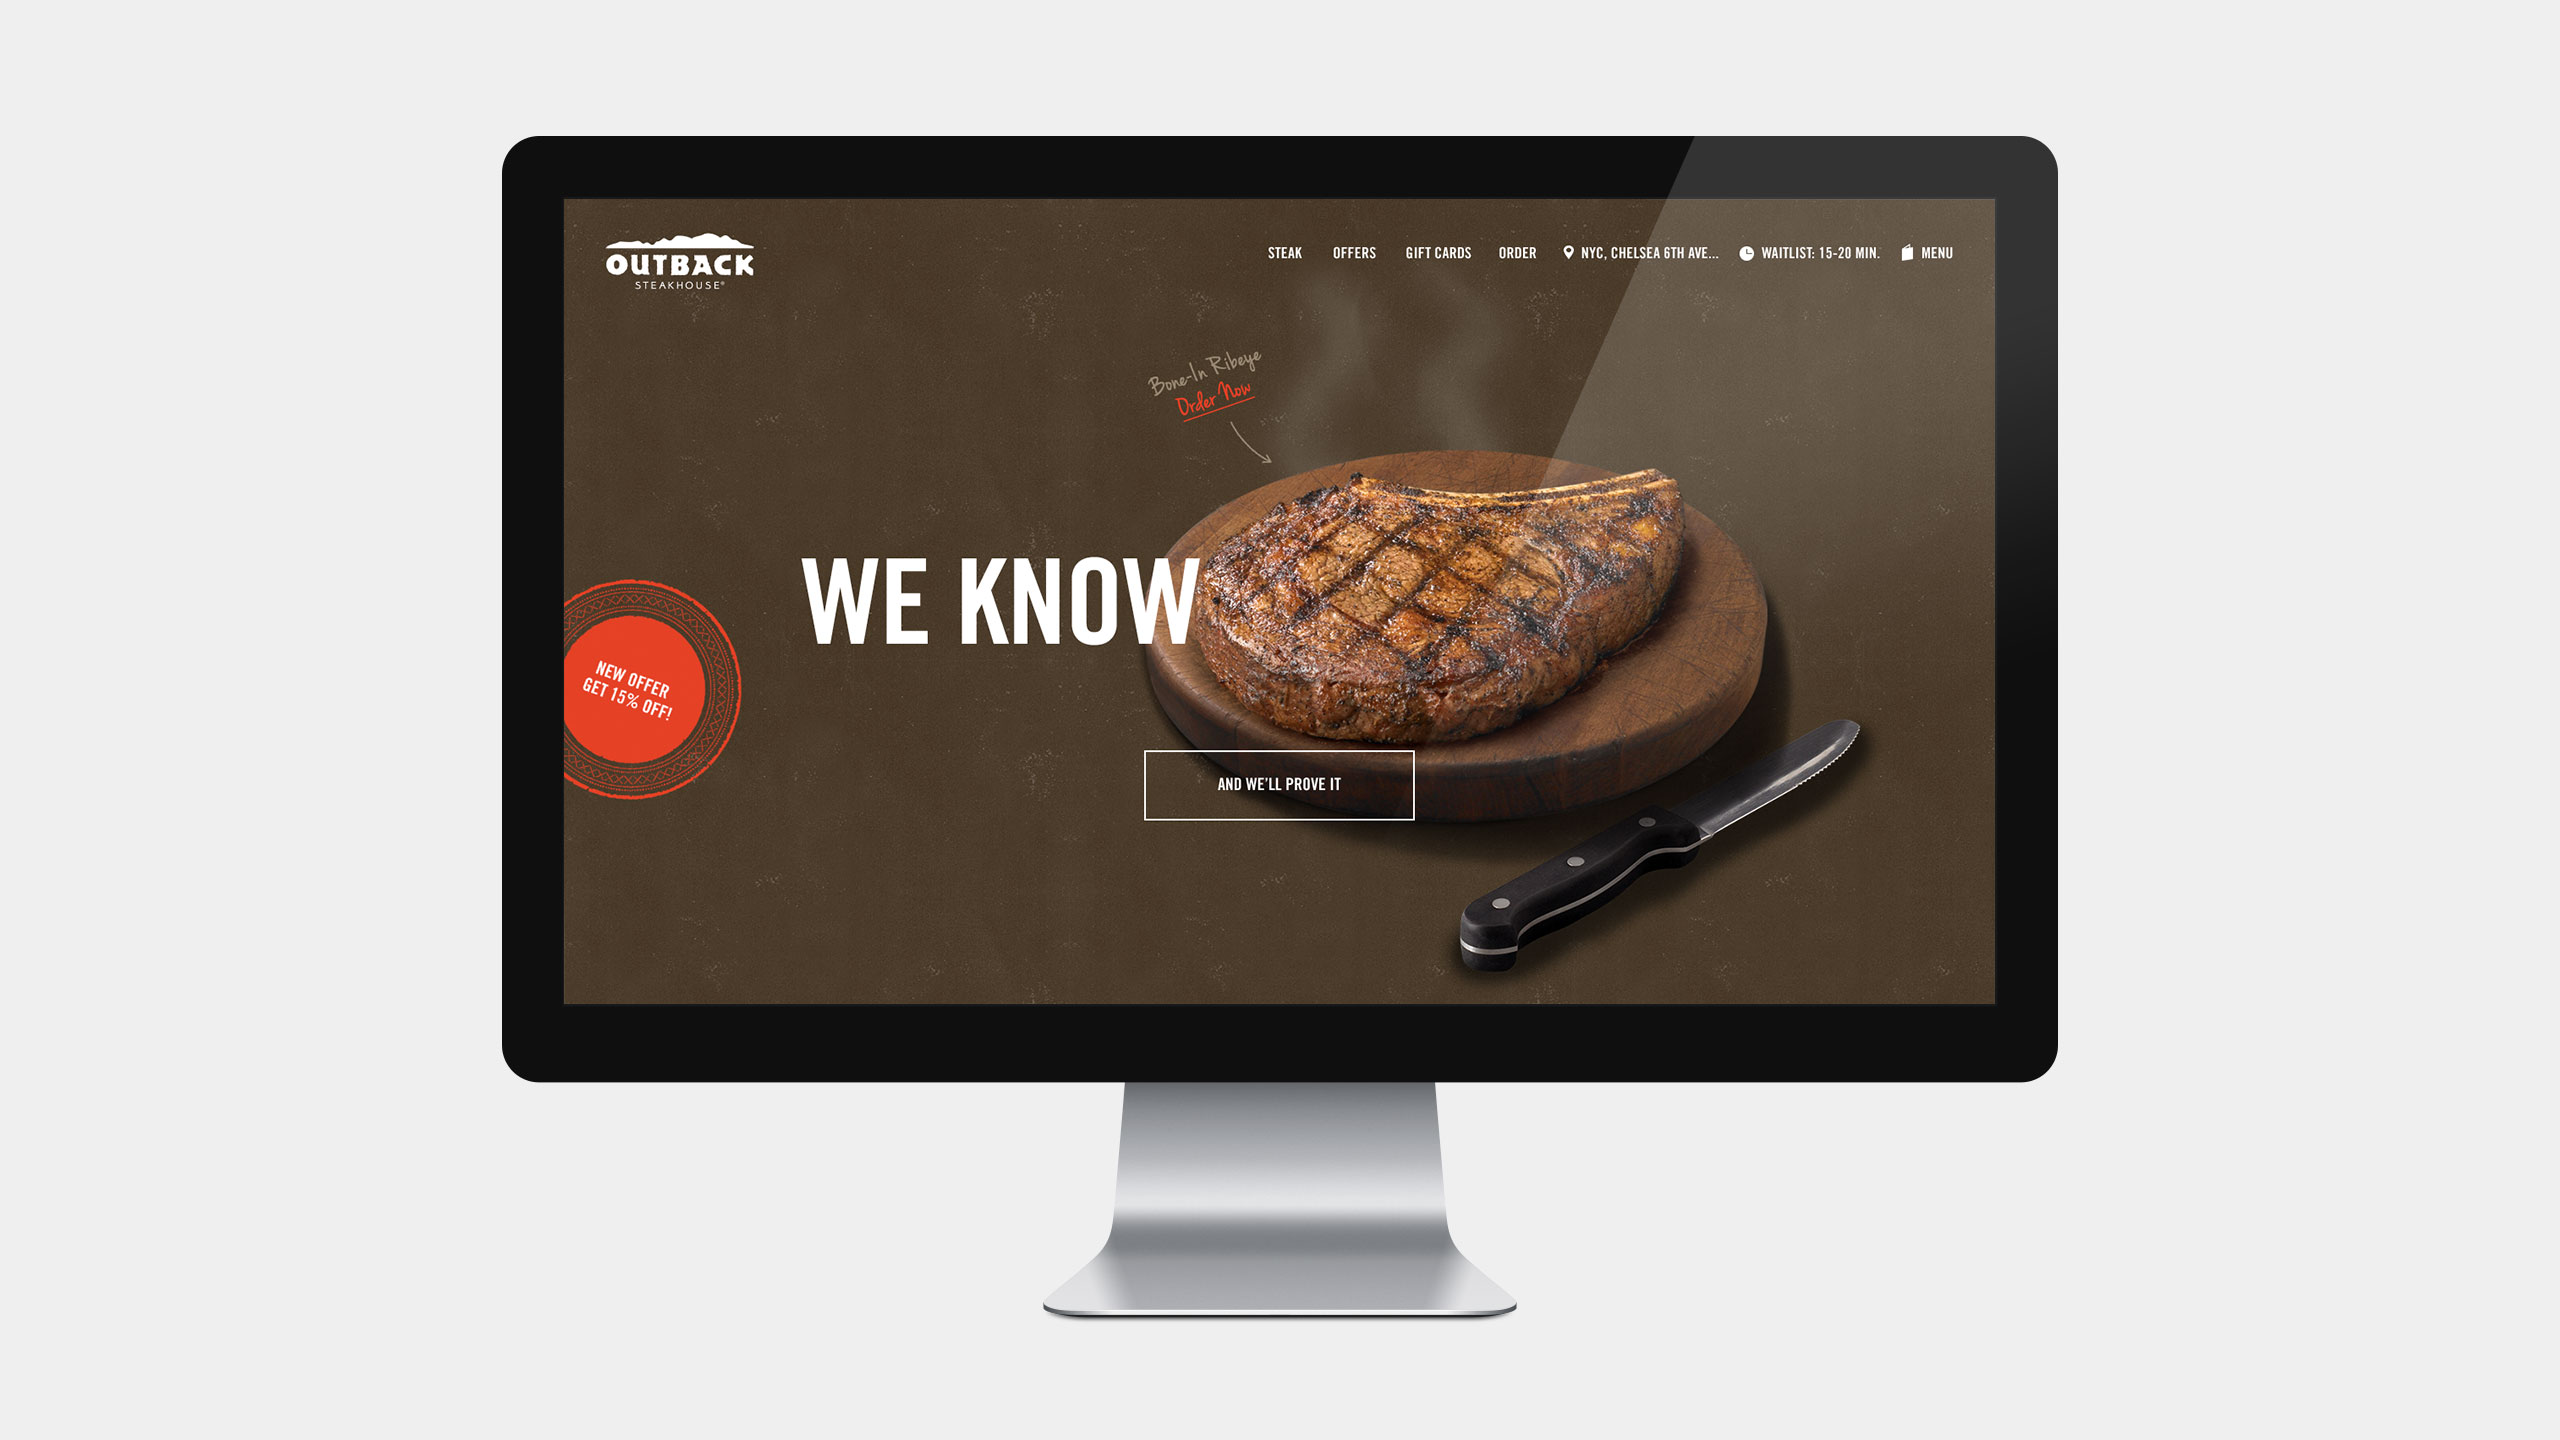 OUTBACK
STEAKHOUSE®
STEAK OFFERS GIFT CARDS ORDER NYC, CHELSEA 6TH AVE... WAITLIST: 15-20 MIN. MENU
Bone-In Ribeye
Order Now
WE KNOW
NEW OFFER
GET 15% OFF!
AND WE'LL PROVE IT